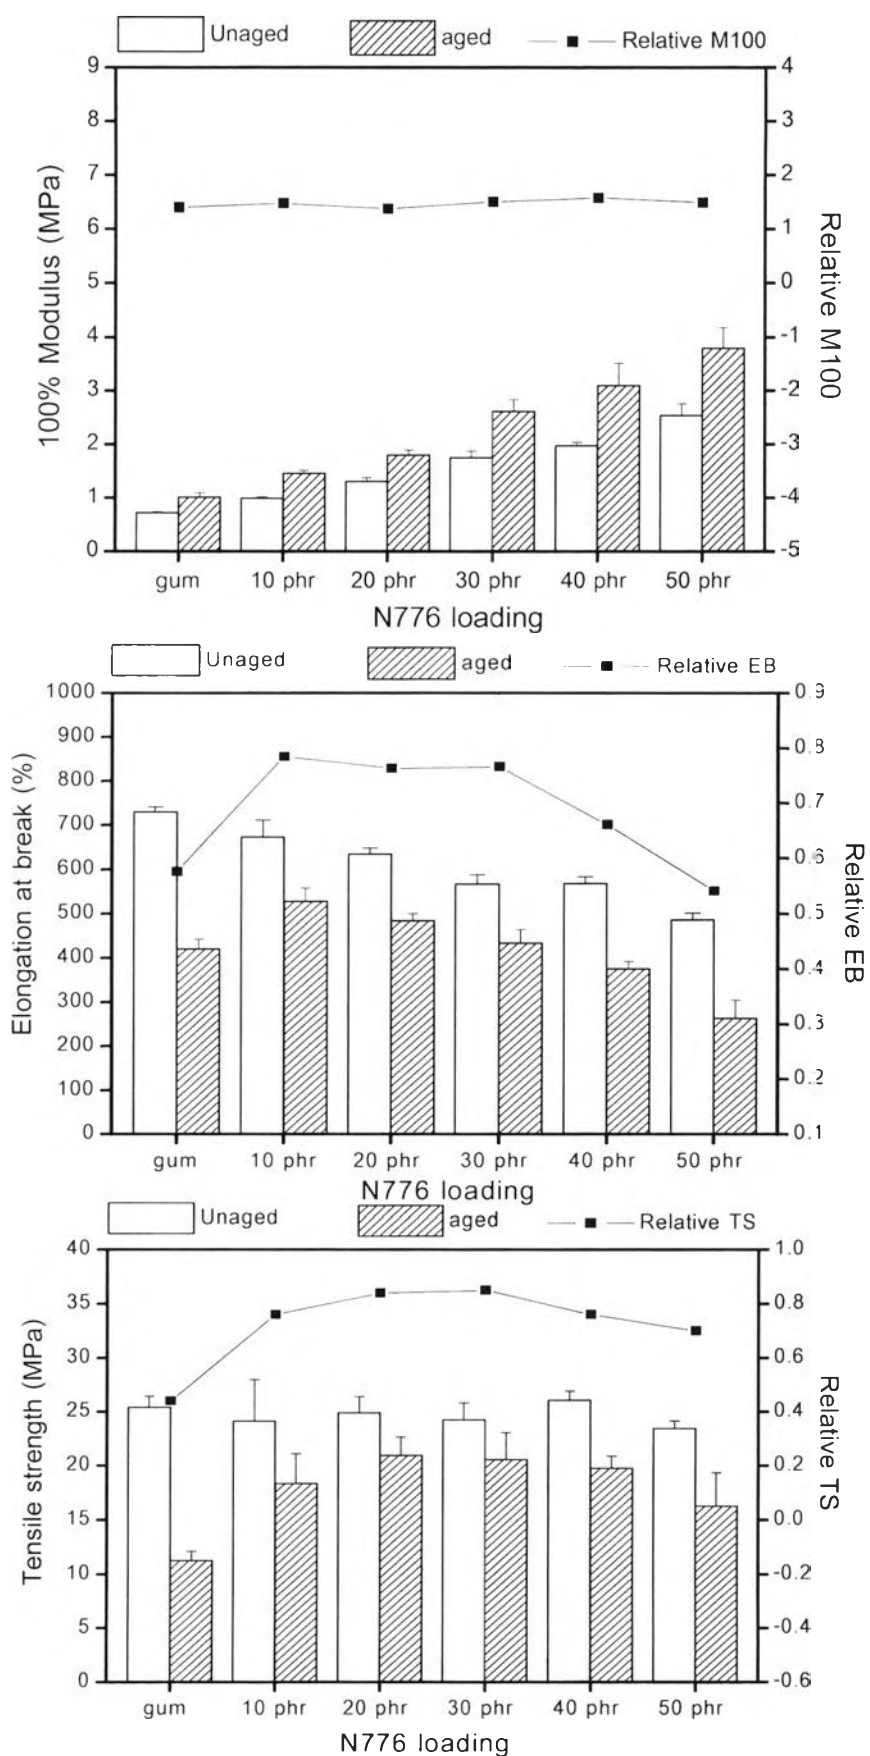 Unaged aged Relative M100
9 4
8 3
7 2
6 1
5 0
4 -1
3 -2
2 -3
1 -4
0 -5
100% Modulus (MPa)
Relative M100
gum 10 phr 20 phr 30 phr 40 phr 50 phr
N776 loading
Unaged aged Relative EB
1000 0.9
900
800 0.8
700 0.7
600 0.6
500 0.5
400 0.4
300 0.3
200 0.2
100
0 0.1
Elongation at break (%)
Relative EB
gum 10 phr 20 phr 30 phr 40 phr 50 phr
N776 loading
Unaged aged Relative TS
40 1.0
35 0.8
30 0.6
25 0.4
20 0.2
15 0.0
10 -0.2
5 -0.4
0 -0.6
Tensile strength (MPa)
Relative TS
gum 10 phr 20 phr 30 phr 40 phr 50 phr
N776 loading